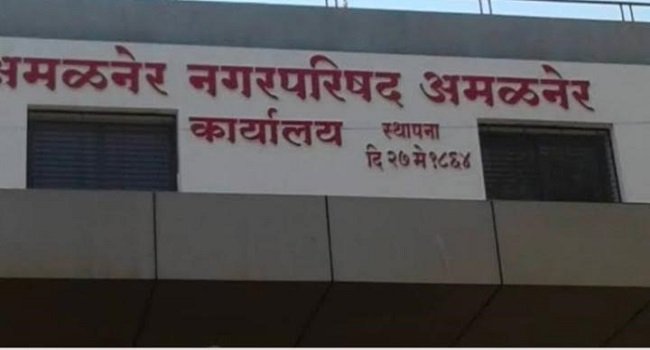 अमळनेर नगरपरिषद अमळनेर
कार्यालय स्थापना
दि २७ मे १८६४